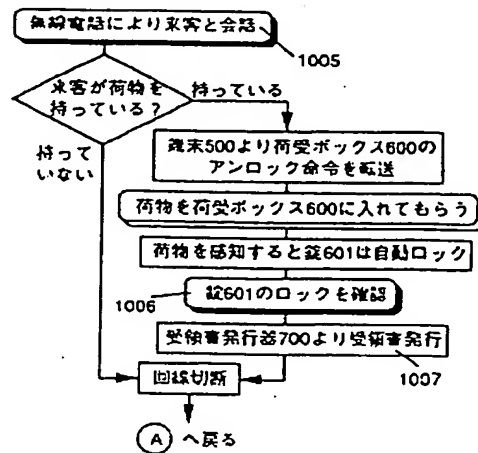 無線電話により来客と会話
1005
来客が荷物を
持っている?
持っている
持って
いない
端末500より荷受ボックス600の
アンロック命令を転送
荷物を荷受ボックス600に入れてもらう
荷物を感知すると錠601は自動ロック
1006
錠601のロックを確認
受領書発行器700より受領書発行
1007
回線切断
A へ戻る